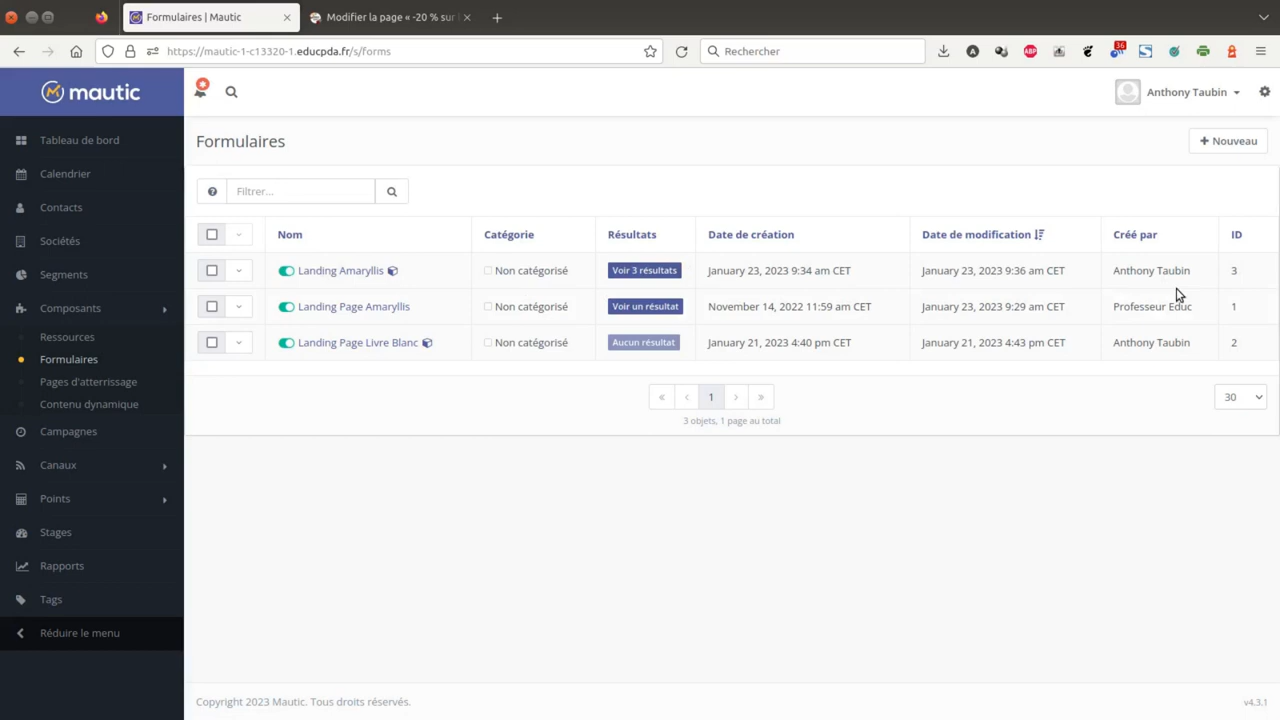 Formulaires | Mautic
Modifier la page « -20 % sur
https://mautic-1-c13320-1.educpda.fr/s/forms
Rechercher
36
ABP
mautic
Anthony Taubin
Tableau de bord
Calendrier
Contacts
Sociétés
Segments
Composants
Ressources
Formulaires
Pages d'atterrissage
Contenu dynamique
Campagnes
Canaux
Points
Stages
Rapports
Tags
Réduire le menu
Formulaires
+ Nouveau
Filtrer...
Nom Catégorie Résultats Date de création Date de modification Créé par ID
Landing Amaryllis Non catégorisé Voir 3 résultats January 23, 2023 9:34 am CET January 23, 2023 9:36 am CET Anthony Taubin 3
Landing Page Amaryllis Non catégorisé Voir un résultat November 14, 2022 11:59 am CET January 23, 2023 9:29 am CET Professeur Educ 1
Landing Page Livre Blanc Non catégorisé Aucun résultat January 21, 2023 4:40 pm CET January 21, 2023 4:43 pm CET Anthony Taubin 2
« ‹ 1 › »
30
3 objets, 1 page au total
Copyright 2023 Mautic. Tous droits réservés.
v4.3.1